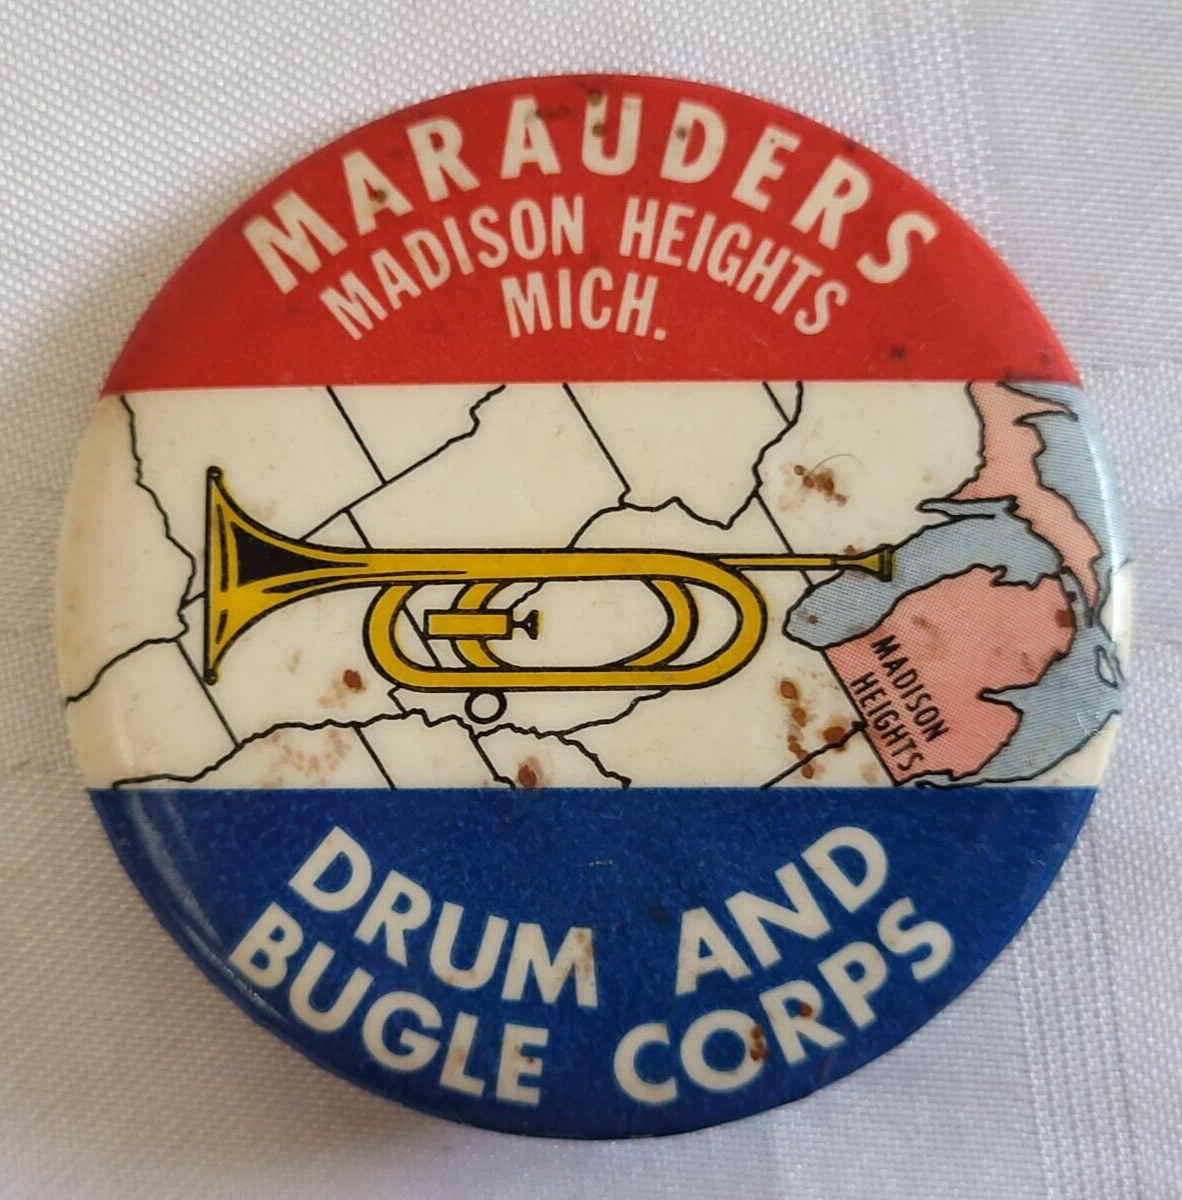 MARAUDERS
MADISON HEIGHTS
MICH.
MADISON
HEIGHTS
DRUM AND
BUGLE CORPS